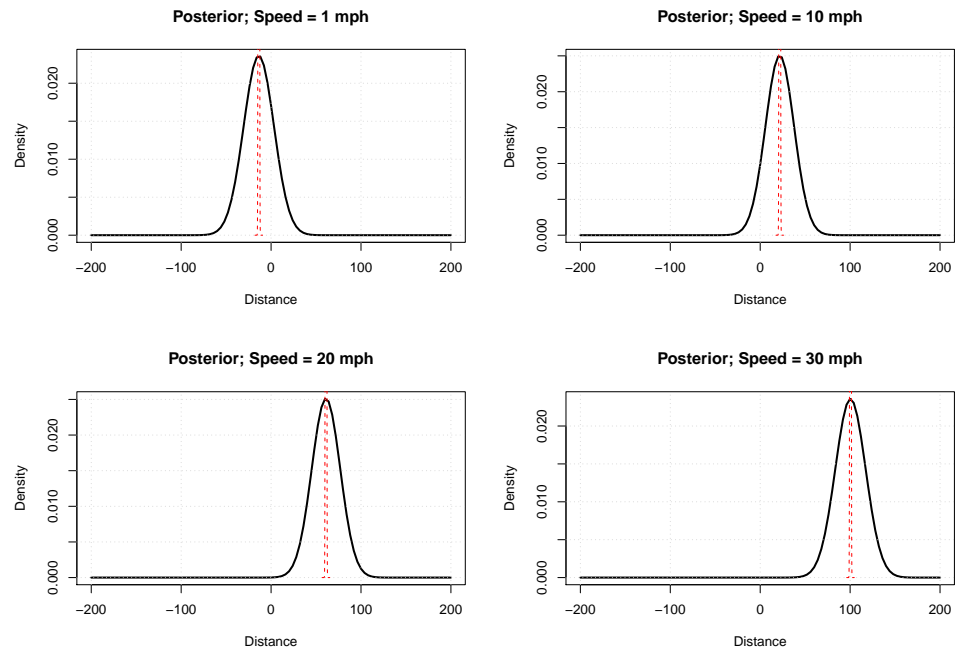 Posterior; Speed = 1 mph
Density
0.000 0.010 0.020
−200 −100 0 100 200
Distance
Posterior; Speed = 10 mph
Density
0.000 0.010 0.020
−200 −100 0 100 200
Distance
Posterior; Speed = 20 mph
Density
0.000 0.010 0.020
−200 −100 0 100 200
Distance
Posterior; Speed = 30 mph
Density
0.000 0.010 0.020
−200 −100 0 100 200
Distance